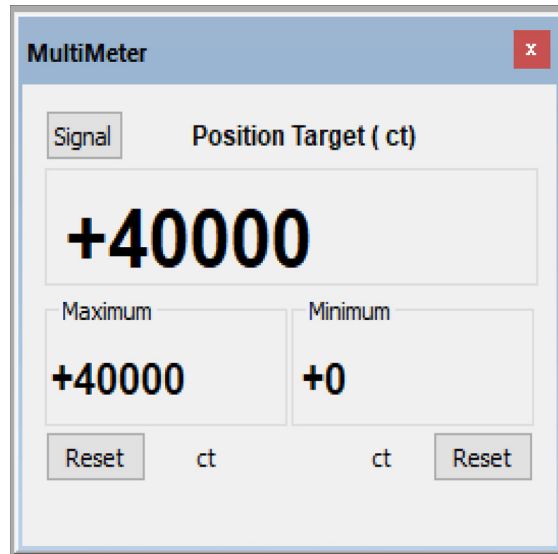 MultiMeter x
Signal Position Target ( ct)
+40000
Maximum Minimum
+40000 +0
Reset ct ct Reset